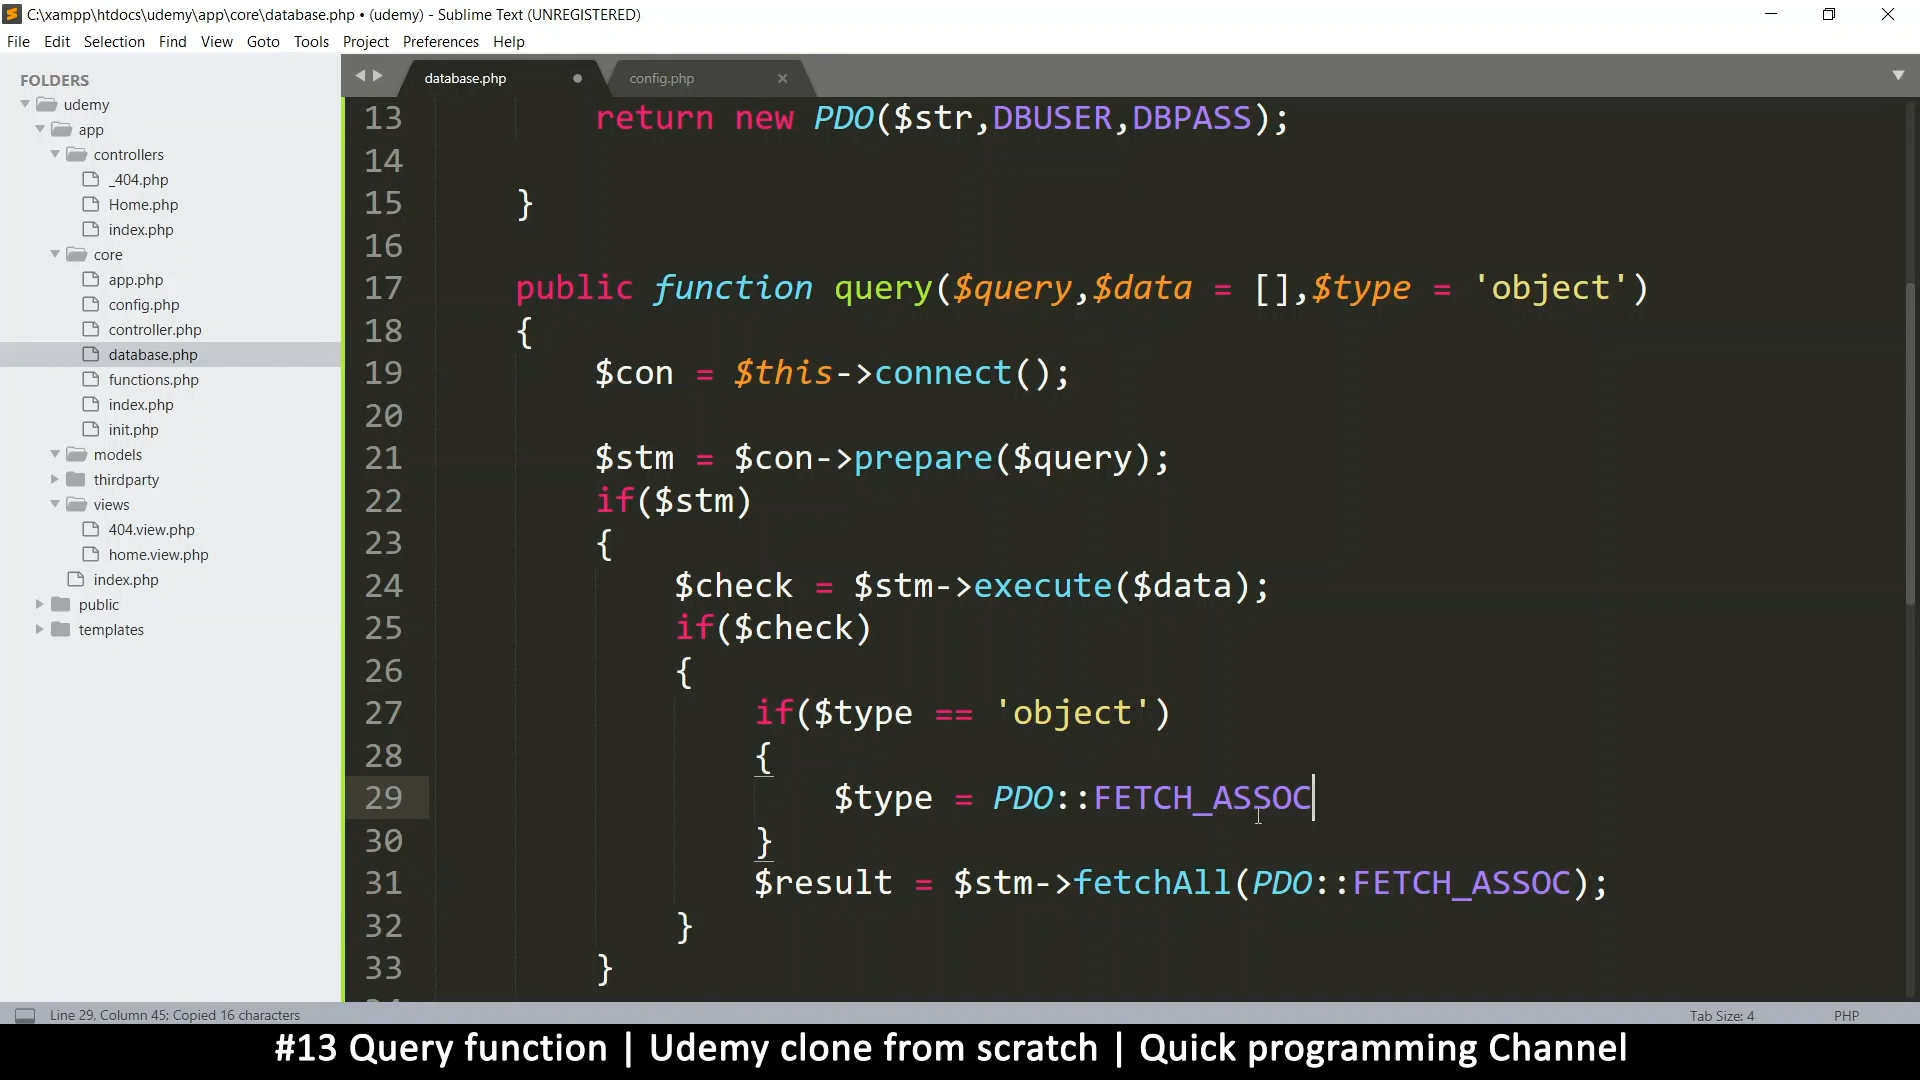 C:\xampp\htdocs\udemy\app\core\database.php • (udemy) - Sublime Text (UNREGISTERED)
File Edit Selection Find View Goto Tools Project Preferences Help
FOLDERS
udemy
app
controllers
_404.php
Home.php
index.php
core
app.php
config.php
controller.php
database.php
functions.php
index.php
init.php
models
thirdparty
views
404.view.php
home.view.php
index.php
public
templates
database.php config.php
13 return new PDO($str,DBUSER,DBPASS);
14
15 }
16
17 public function query($query,$data = [],$type = 'object')
18 {
19 $con = $this->connect();
20
21 $stm = $con->prepare($query);
22 if($stm)
23 {
24 $check = $stm->execute($data);
25 if($check)
26 {
27 if($type == 'object')
28 {
29 $type = PDO::FETCH_ASSOC
30 }
31 $result = $stm->fetchAll(PDO::FETCH_ASSOC);
32 }
33 }
Line 29, Column 45; Copied 16 characters Tab Size: 4 PHP
#13 Query function | Udemy clone from scratch | Quick programming Channel